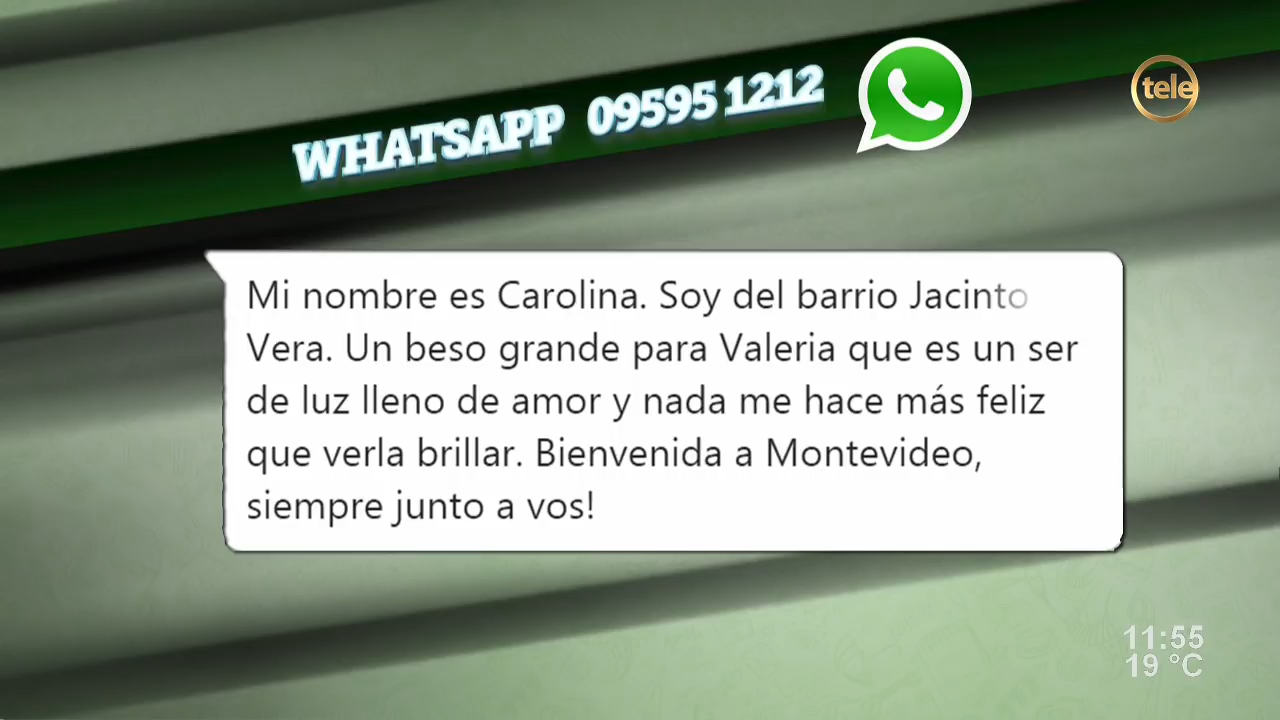 WHATSAPP 09595 1212
tele
Mi nombre es Carolina. Soy del barrio Jacinto
Vera. Un beso grande para Valeria que es un ser
de luz lleno de amor y nada me hace más feliz
que verla brillar. Bienvenida a Montevideo,
siempre junto a vos!
11:55
19 °C